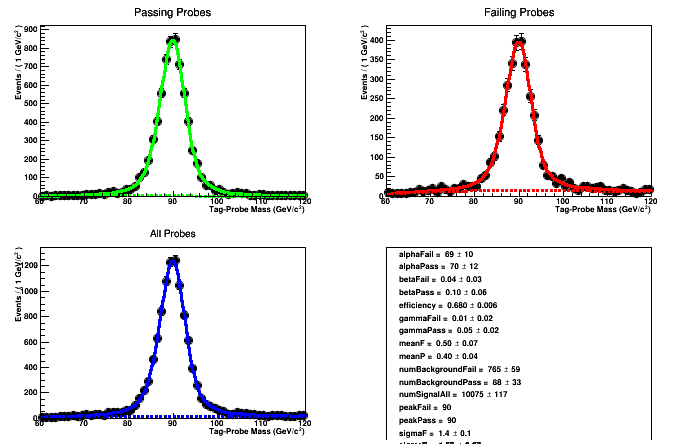 Passing Probes
Events / ( 1 GeV/c² )
900
800
700
600
500
400
300
200
100
0
60 70 80 90 100 110 120
Tag-Probe Mass (GeV/c²)
Failing Probes
Events / ( 1 GeV/c² )
400
350
300
250
200
150
100
50
0
60 70 80 90 100 110 120
Tag-Probe Mass (GeV/c²)
All Probes
Events / ( 1 GeV/c² )
1200
1000
800
600
400
200
0
60 70 80 90 100 110 120
Tag-Probe Mass (GeV/c²)
alphaFail = 69 ± 10
alphaPass = 70 ± 12
betaFail = 0.04 ± 0.03
betaPass = 0.10 ± 0.06
efficiency = 0.680 ± 0.006
gammaFail = 0.01 ± 0.02
gammaPass = 0.05 ± 0.02
meanF = 0.50 ± 0.07
meanP = 0.40 ± 0.04
numBackgroundFail = 765 ± 59
numBackgroundPass = 88 ± 33
numSignalAll = 10075 ± 117
peakFail = 90
peakPass = 90
sigmaF = 1.4 ± 0.1